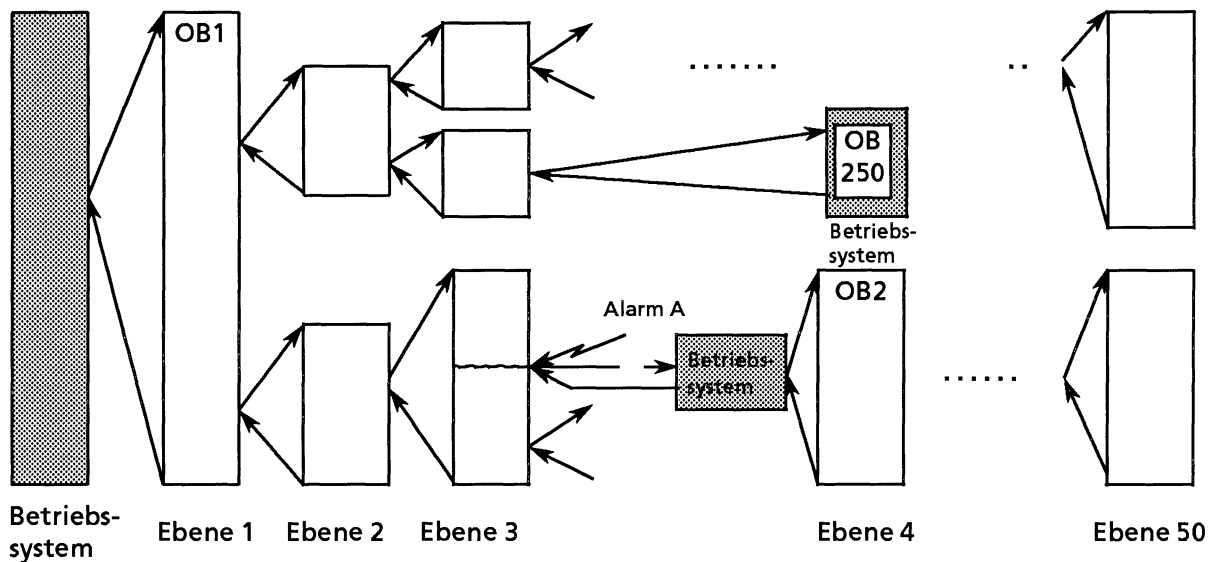 OB1
OB
250
Betriebs-
system
Alarm A
Betriebs-
system
OB2
Betriebs-
system
Ebene 1
Ebene 2
Ebene 3
Ebene 4
Ebene 50